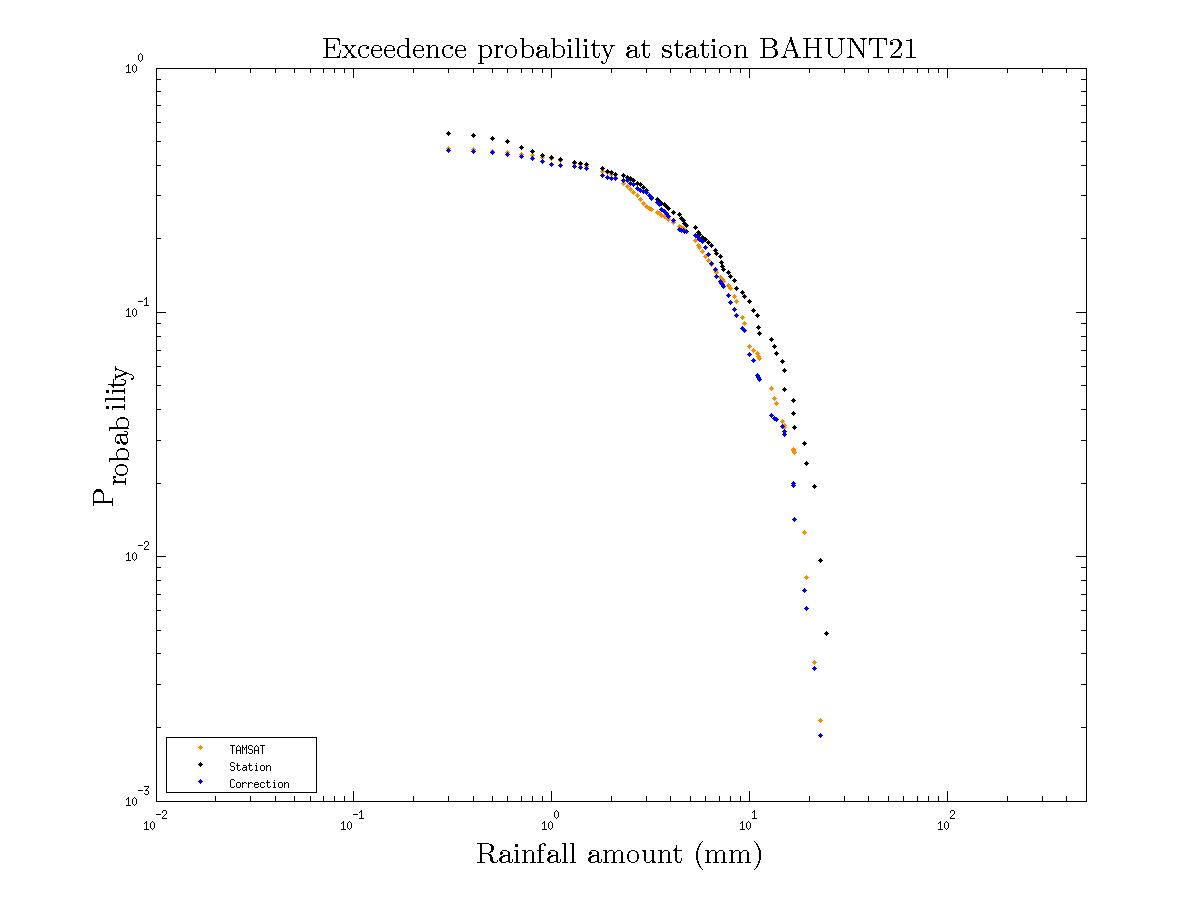 Exceedence probability at station BAHUNT21
10^0
10^-1
10^-2
10^-3
Probability
TAMSAT
Station
Correction
10^-2 10^-1 10^0 10^1 10^2
Rainfall amount (mm)